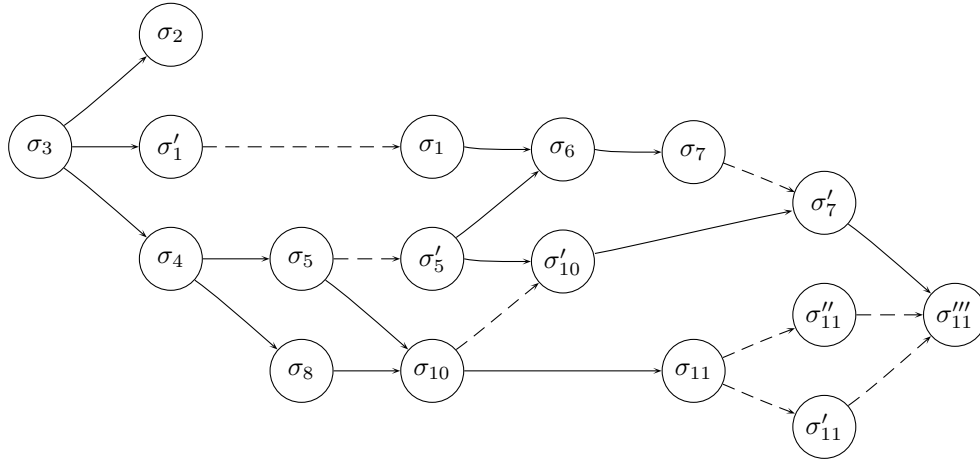 σ₂
σ₃ σ′₁ σ₁ σ₆ σ₇
σ′₇
σ₄ σ₅ σ′₅ σ′₁₀
σ″₁₁ σ‴₁₁
σ₈ σ₁₀ σ₁₁
σ′₁₁